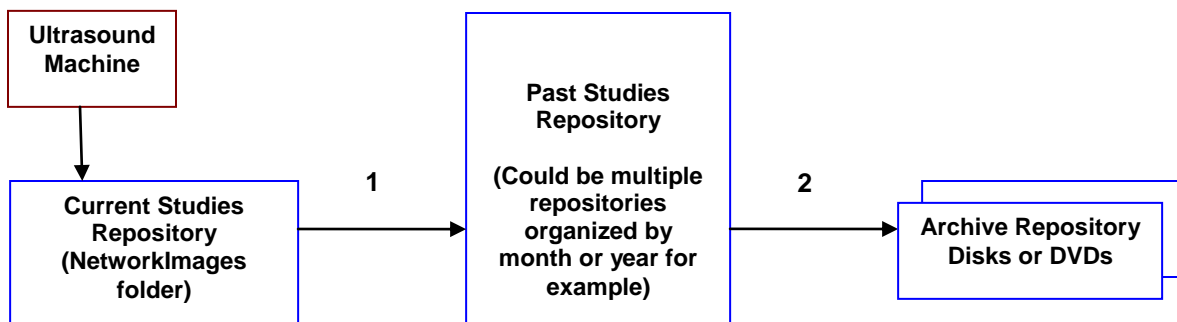 Ultrasound
Machine
Current Studies
Repository
(NetworkImages
folder)
1
Past Studies
Repository
(Could be multiple
repositories
organized by
month or year for
example)
2
Archive Repository
Disks or DVDs